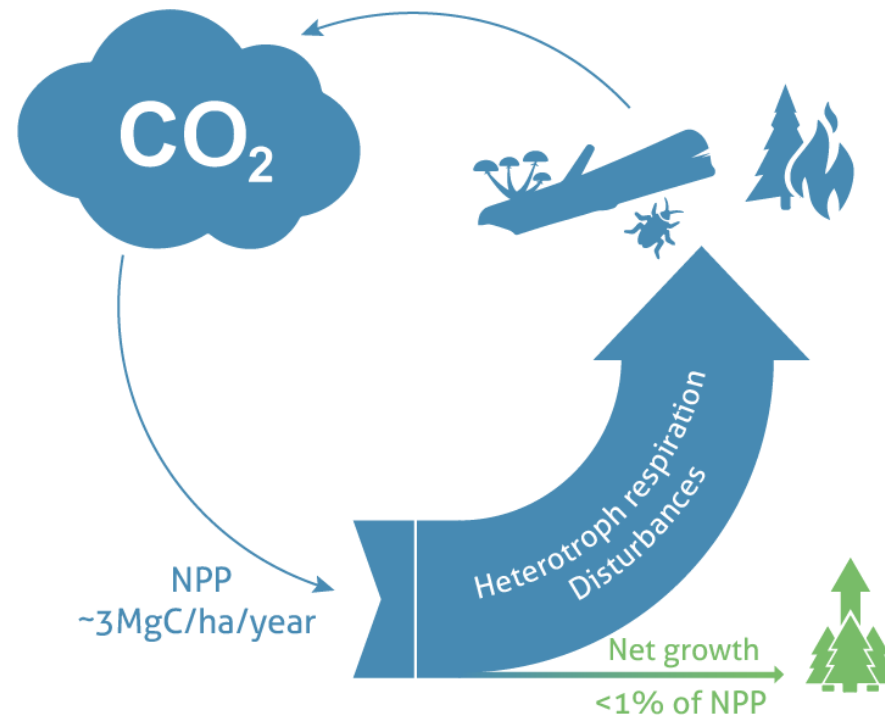 CO₂
Heterotroph respiration
Disturbances
NPP
~3MgC/ha/year
Net growth
<1% of NPP